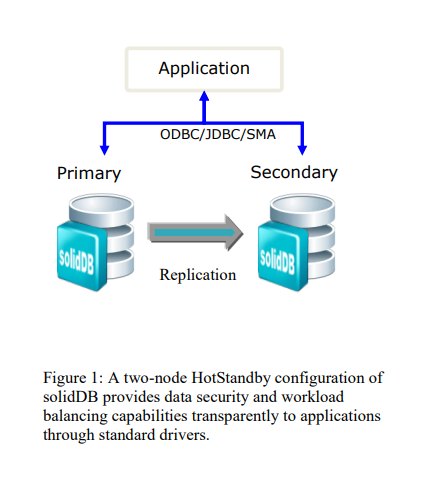 Application
ODBC/JDBC/SMA
Primary
Secondary
solidDB
solidDB
Replication
Figure 1: A two-node HotStandby configuration of
solidDB provides data security and workload
balancing capabilities transparently to applications
through standard drivers.